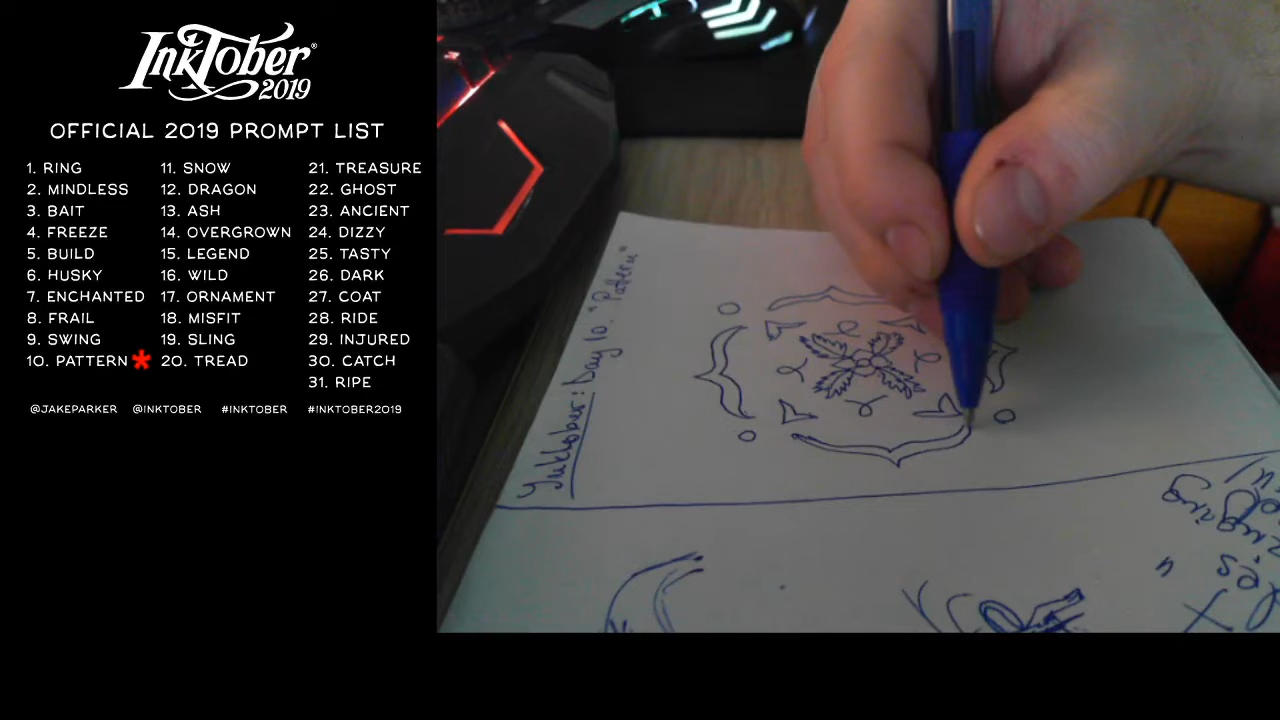 InkTober®
2019
OFFICIAL 2019 PROMPT LIST
1. RING
2. MINDLESS
3. BAIT
4. FREEZE
5. BUILD
6. HUSKY
7. ENCHANTED
8. FRAIL
9. SWING
10. PATTERN *
11. SNOW
12. DRAGON
13. ASH
14. OVERGROWN
15. LEGEND
16. WILD
17. ORNAMENT
18. MISFIT
19. SLING
20. TREAD
21. TREASURE
22. GHOST
23. ANCIENT
24. DIZZY
25. TASTY
26. DARK
27. COAT
28. RIDE
29. INJURED
30. CATCH
31. RIPE
@JAKEPARKER @INKTOBER #INKTOBER #INKTOBER2019
Inktober: Day 10. "Pattern"